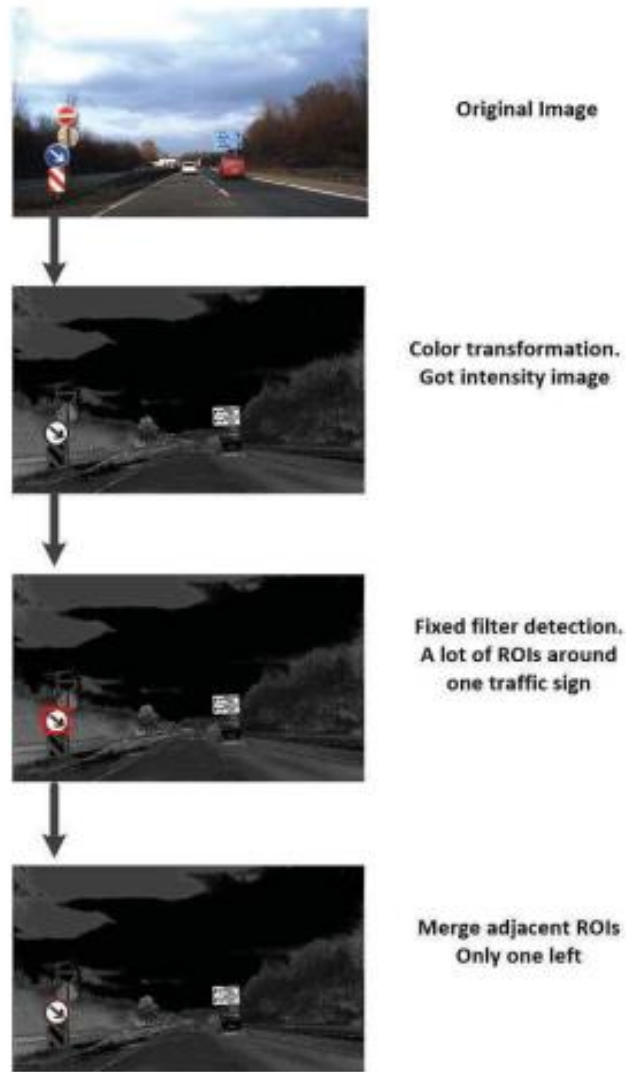 Original Image
Color transformation.
Got intensity image
Fixed filter detection.
A lot of ROIs around
one traffic sign
Merge adjacent ROIs
Only one left